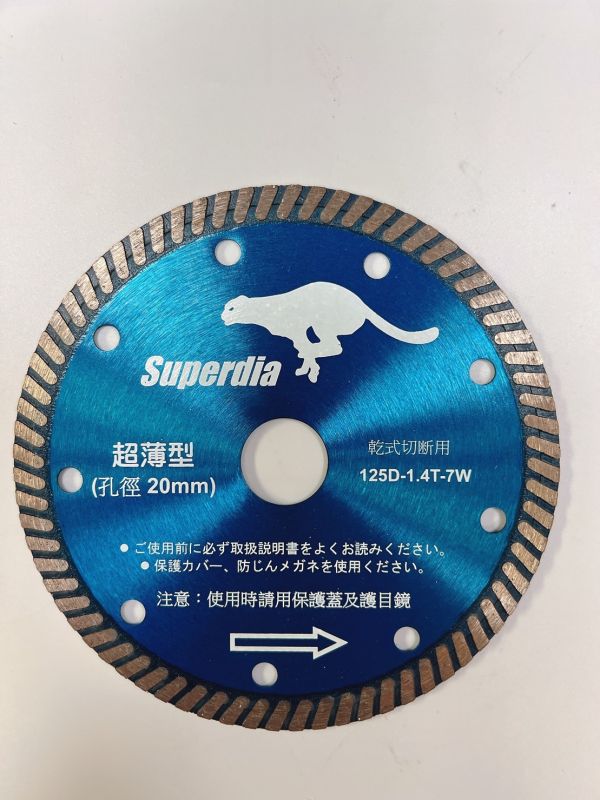 Superdia
超薄型
(孔徑 20mm)
乾式切断用
125D-1.4T-7W
● ご使用前に必ず取扱説明書をよくお読みください。
● 保護カバー、防じんメガネを使用ください。
注意：使用時請用保護蓋及護目鏡